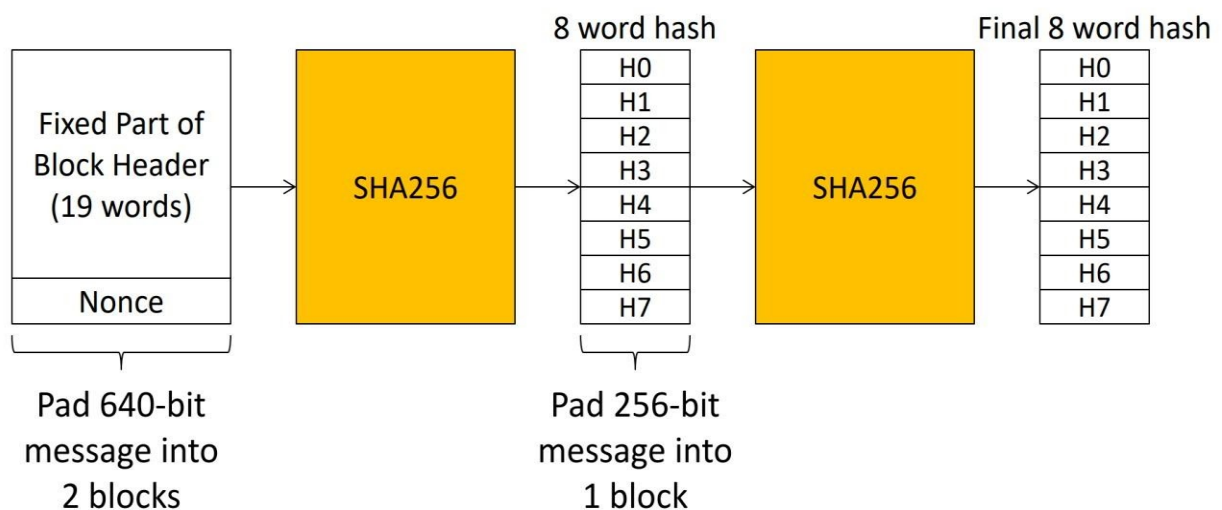 8 word hash
Final 8 word hash
Fixed Part of
Block Header
(19 words)
Nonce
SHA256
H0
H1
H2
H3
H4
H5
H6
H7
SHA256
H0
H1
H2
H3
H4
H5
H6
H7
Pad 640-bit
message into
2 blocks
Pad 256-bit
message into
1 block